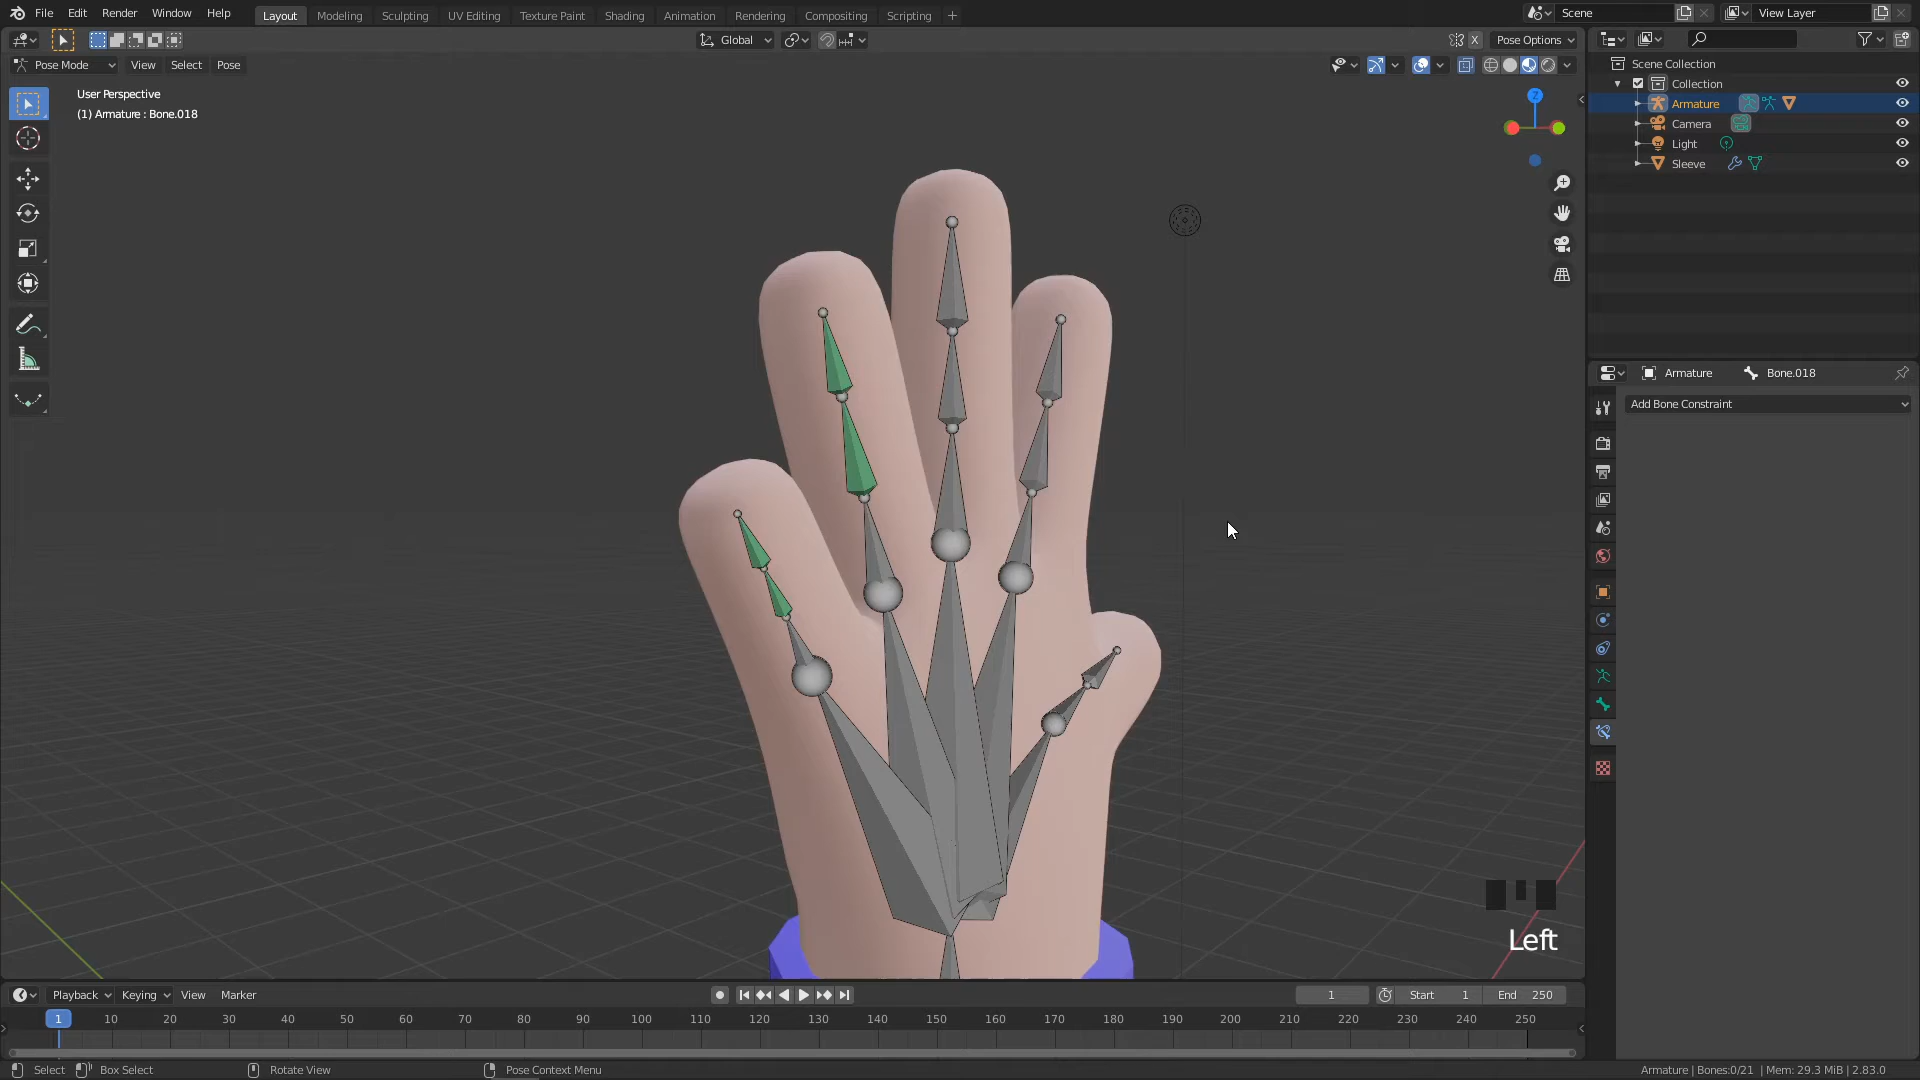 File Edit Render Window Help Layout Modeling Sculpting UV Editing Texture Paint Shading Animation Rendering Compositing Scripting + Scene View Layer
Global X Pose Options
Pose Mode View Select Pose
User Perspective
(1) Armature : Bone.018
Z
Scene Collection
Collection
Armature
Camera
Light
Sleeve
Armature Bone.018
Add Bone Constraint
Left
Playback Keying View Marker 1 Start 1 End 250
1 10 20 30 40 50 60 70 80 90 100 110 120 130 140 150 160 170 180 190 200 210 220 230 240 250
Select Box Select Rotate View Pose Context Menu Armature | Bones:0/21 | Mem: 29.3 MiB | 2.83.0